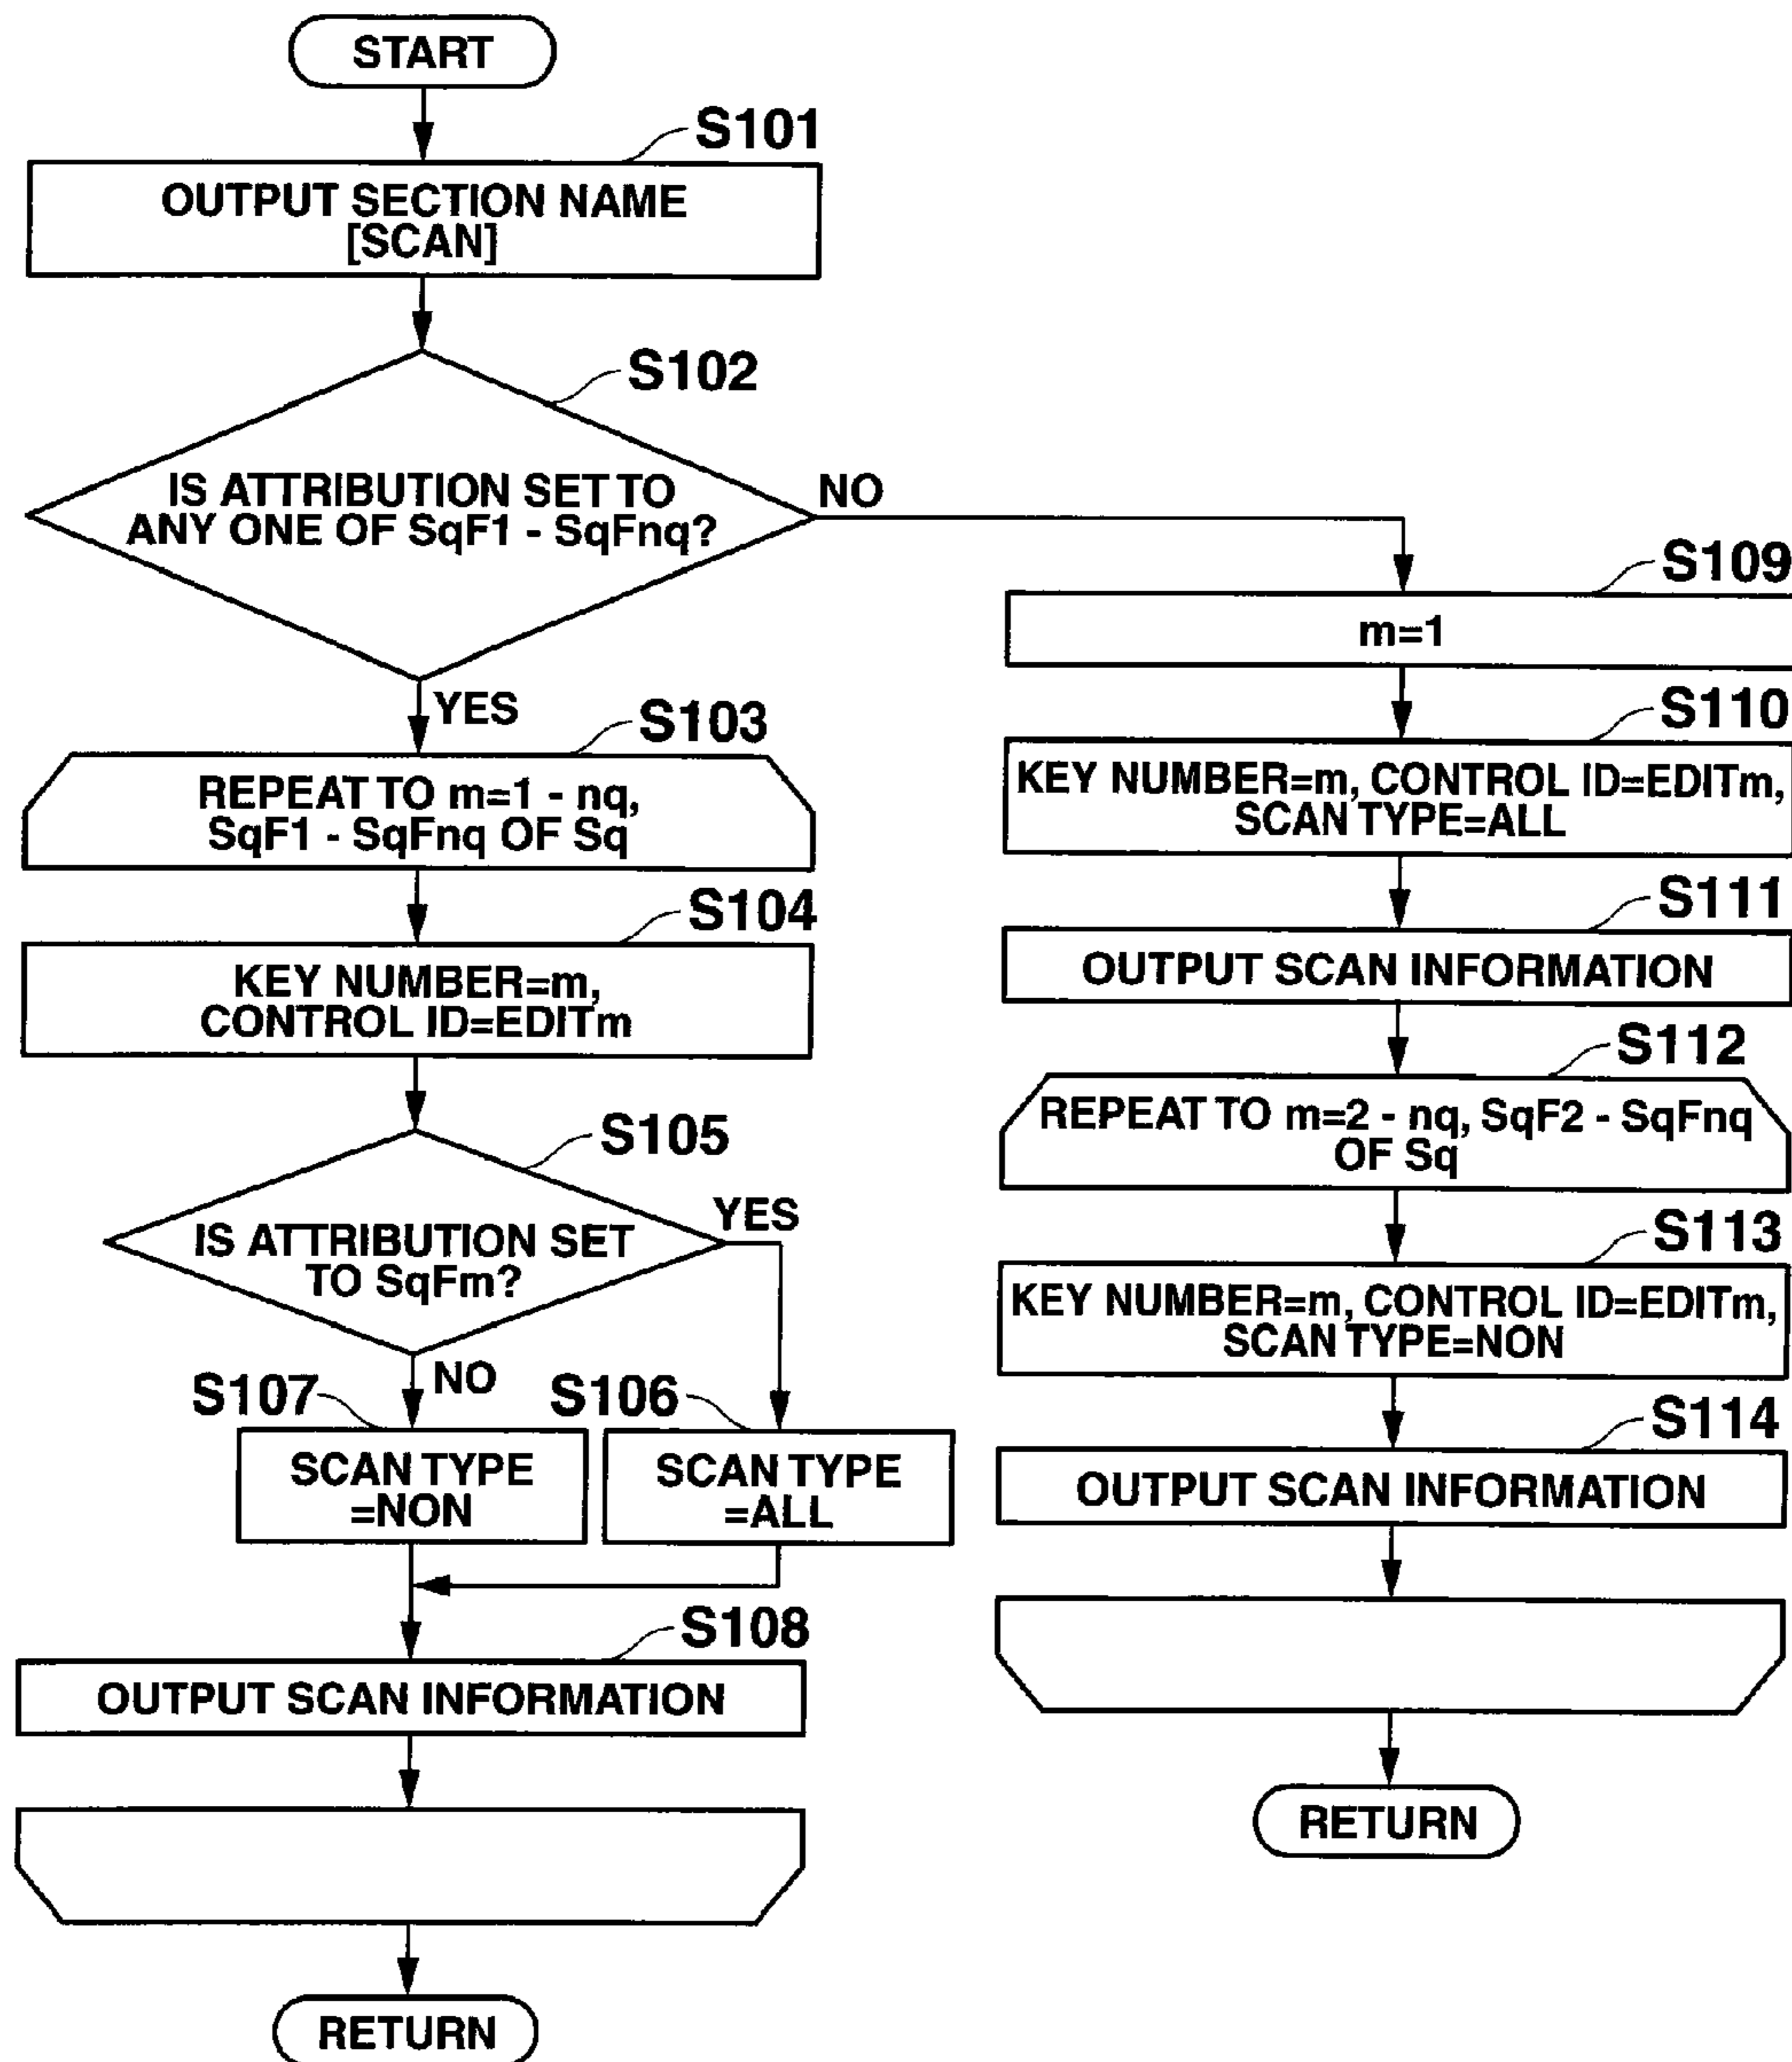 START
S101
OUTPUT SECTION NAME
[SCAN]
S102
IS ATTRIBUTION SET TO
ANY ONE OF SqF1 - SqFnq?
NO
YES
S103
REPEAT TO m=1 - nq,
SqF1 - SqFnq OF Sq
S104
KEY NUMBER=m,
CONTROL ID=EDITm
S105
IS ATTRIBUTION SET
TO SqFm?
YES
NO
S107
SCAN TYPE
=NON
S106
SCAN TYPE
=ALL
S108
OUTPUT SCAN INFORMATION
RETURN
S109
m=1
S110
KEY NUMBER=m, CONTROL ID=EDITm,
SCAN TYPE=ALL
S111
OUTPUT SCAN INFORMATION
S112
REPEAT TO m=2 - nq, SqF2 - SqFnq
OF Sq
S113
KEY NUMBER=m, CONTROL ID=EDITm,
SCAN TYPE=NON
S114
OUTPUT SCAN INFORMATION
RETURN